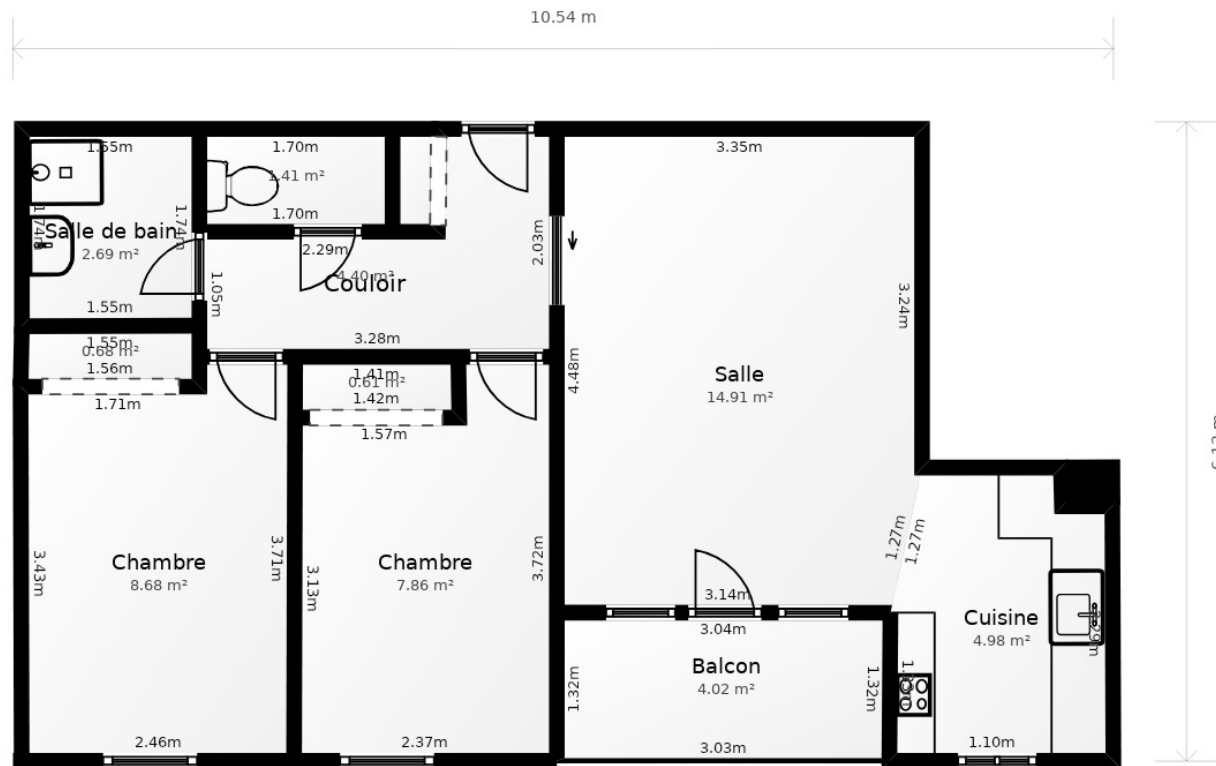 10.54 m
1.55m
1.70m
3.35m
1.41 m²
1.74m
1.74m
1.70m
Salle de bain
2.69 m²
2.29m
4.40 m²
Couloir
2.03m
1.05m
3.24m
1.55m
3.28m
1.55m
0.68 m²
1.56m
1.71m
1.41m
0.61 m²
1.42m
1.57m
4.48m
Salle
14.91 m²
Chambre
8.68 m²
3.43m
3.71m
Chambre
7.86 m²
3.13m
3.72m
1.27m
1.27m
3.14m
3.04m
Cuisine
4.98 m²
Balcon
4.02 m²
1.32m
1.32m
2.46m
2.37m
3.03m
1.10m